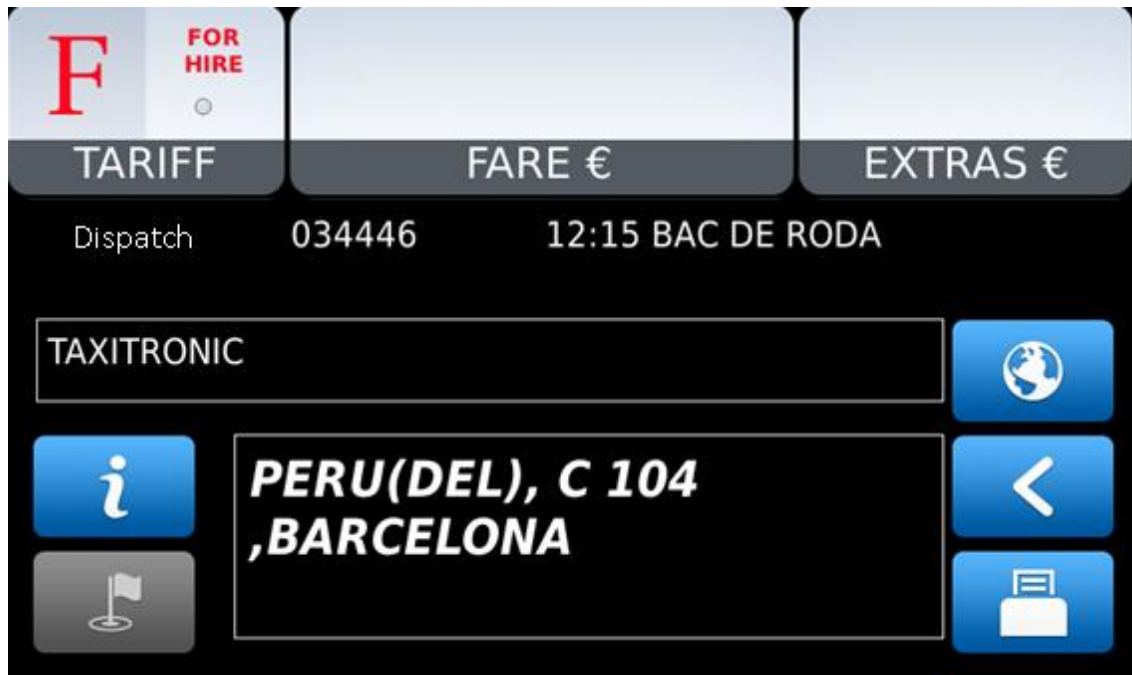 F
FOR
HIRE
TARIFF
FARE €
EXTRAS €
Dispatch 034446 12:15 BAC DE RODA
TAXITRONIC
i
PERU(DEL), C 104
,BARCELONA